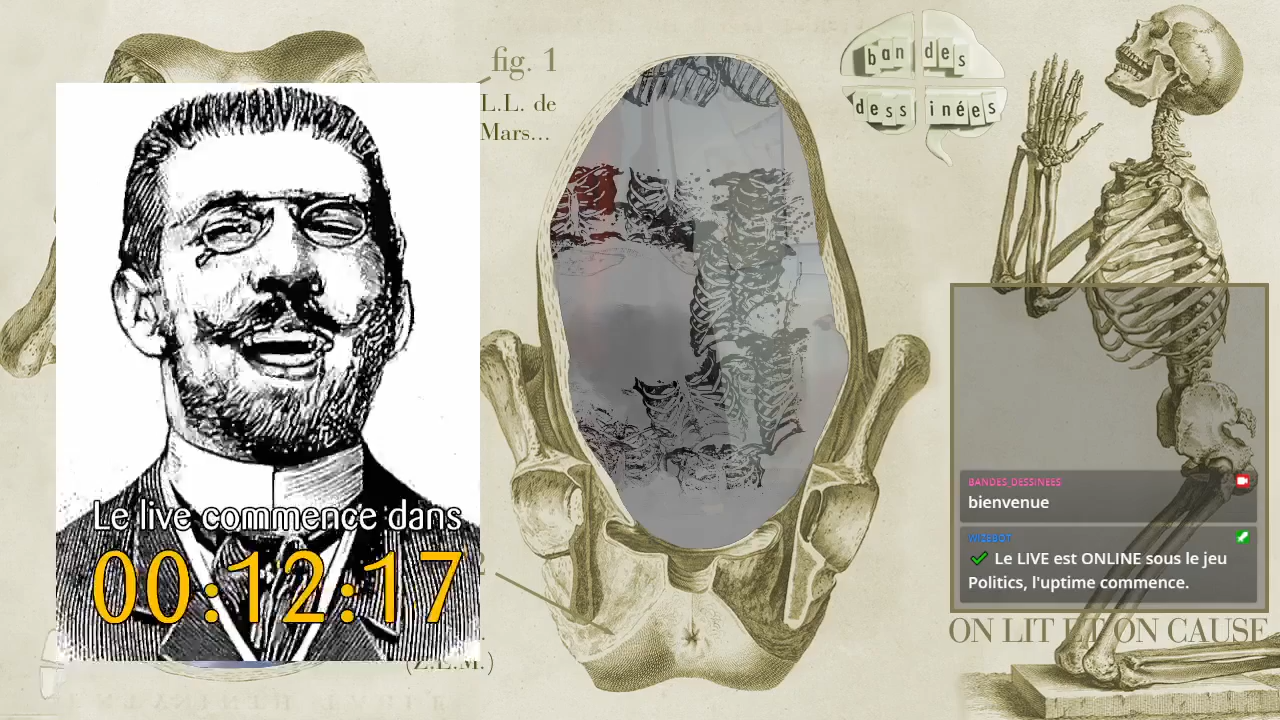 fig. 1
L.L. de
Mars...
ban des
dess inées
Le live commence dans
00:12:17
BANDES_DESSINEES
bienvenue
WIZEBOT
Le LIVE est ONLINE sous le jeu
Politics, l'uptime commence.
ON LIT ET ON CAUSE
(Z.L.M.)